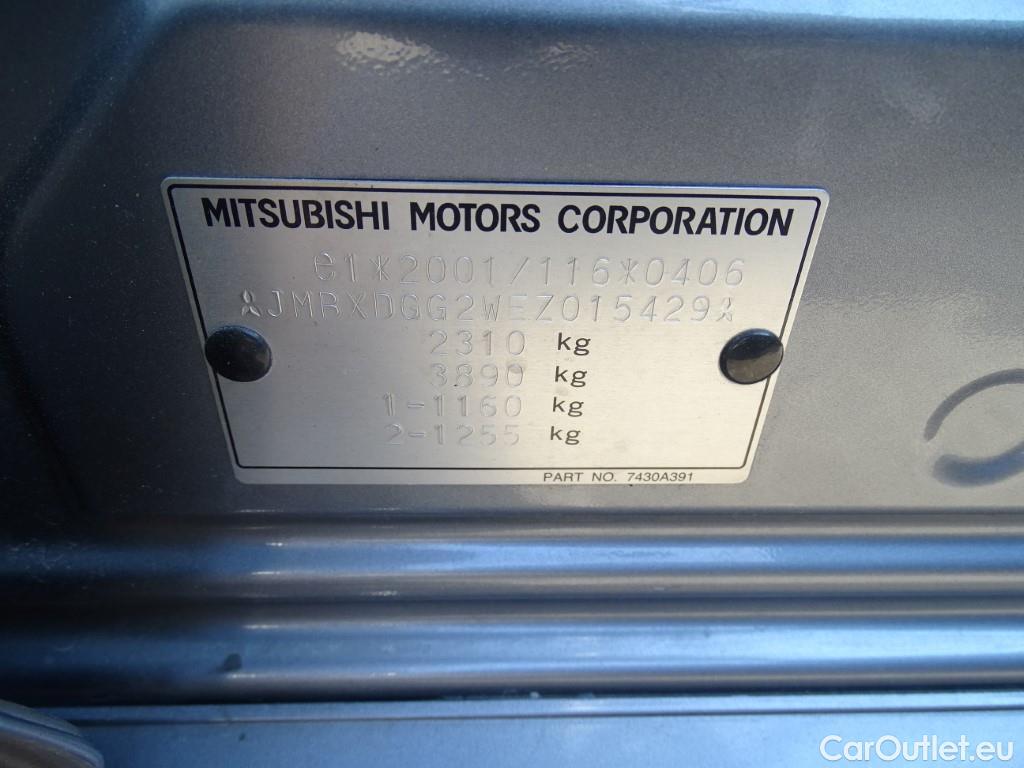 MITSUBISHI MOTORS CORPORATION
e1*2001/116*0406
JMBXDGG2WEZ015429
2310 kg
3890 kg
1-1160 kg
2-1255 kg
PART NO. 7430A391
CarOutlet.eu